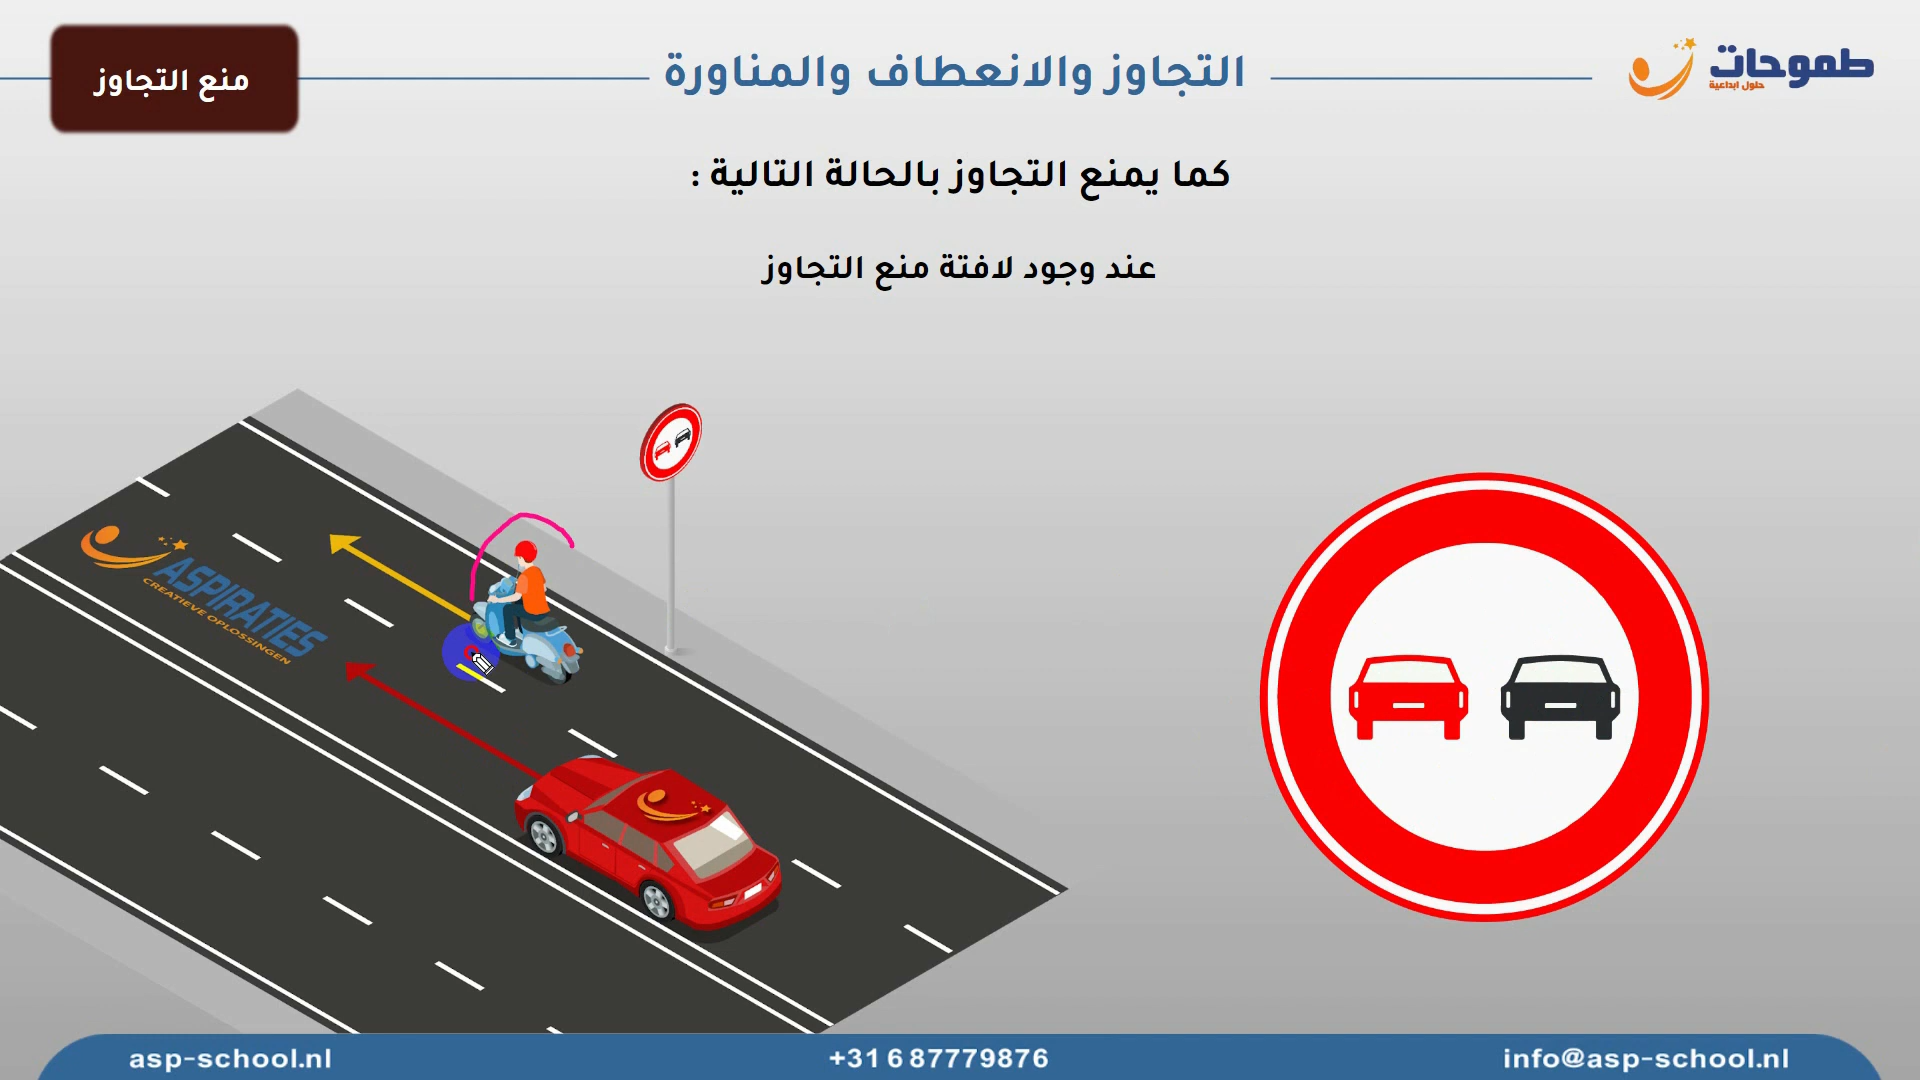 منع التجاوز
التجاوز والانعطاف والمناورة
طموحات
حلول ابداعية
كما يمنع التجاوز بالحالة التالية :
عند وجود لافتة منع التجاوز
ASPIRATIES
CREATIEVE OPLOSSINGEN
asp-school.nl
+31 6 87779876
info@asp-school.nl